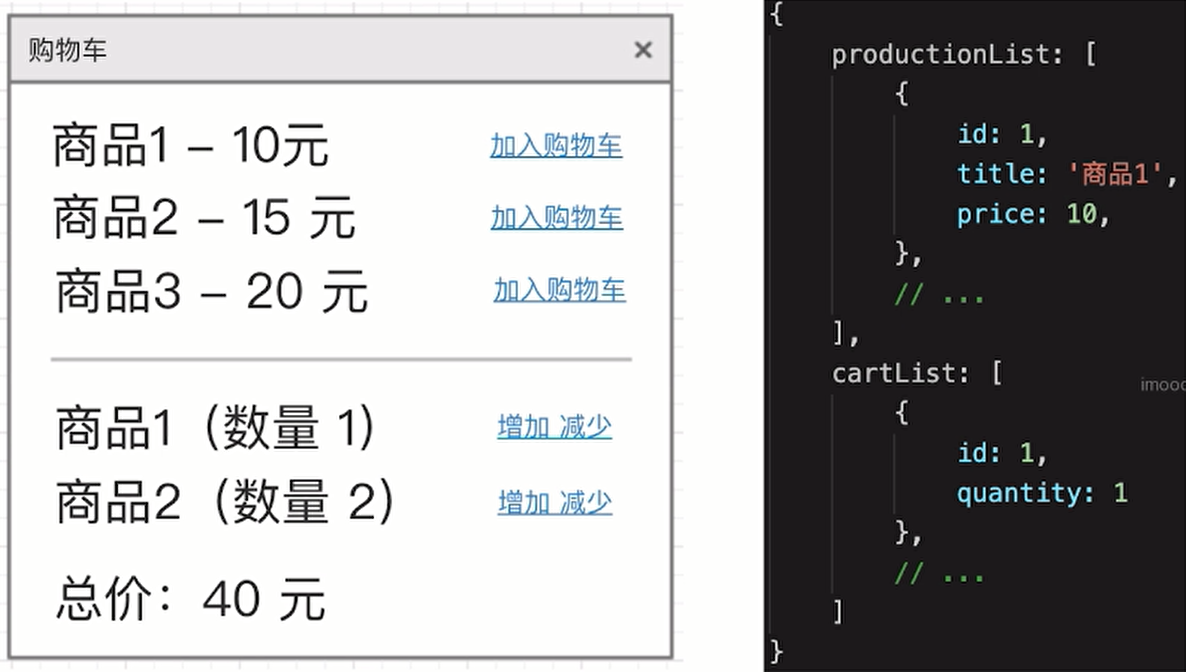 购物车 ×
商品1 – 10元 加入购物车
商品2 – 15 元 加入购物车
商品3 – 20 元 加入购物车
商品1（数量 1） 增加 减少
商品2（数量 2） 增加 减少
总价：40 元
{
productionList: [
{
id: 1,
title: '商品1',
price: 10,
},
// ...
],
cartList: [
{
id: 1,
quantity: 1
},
// ...
]
}